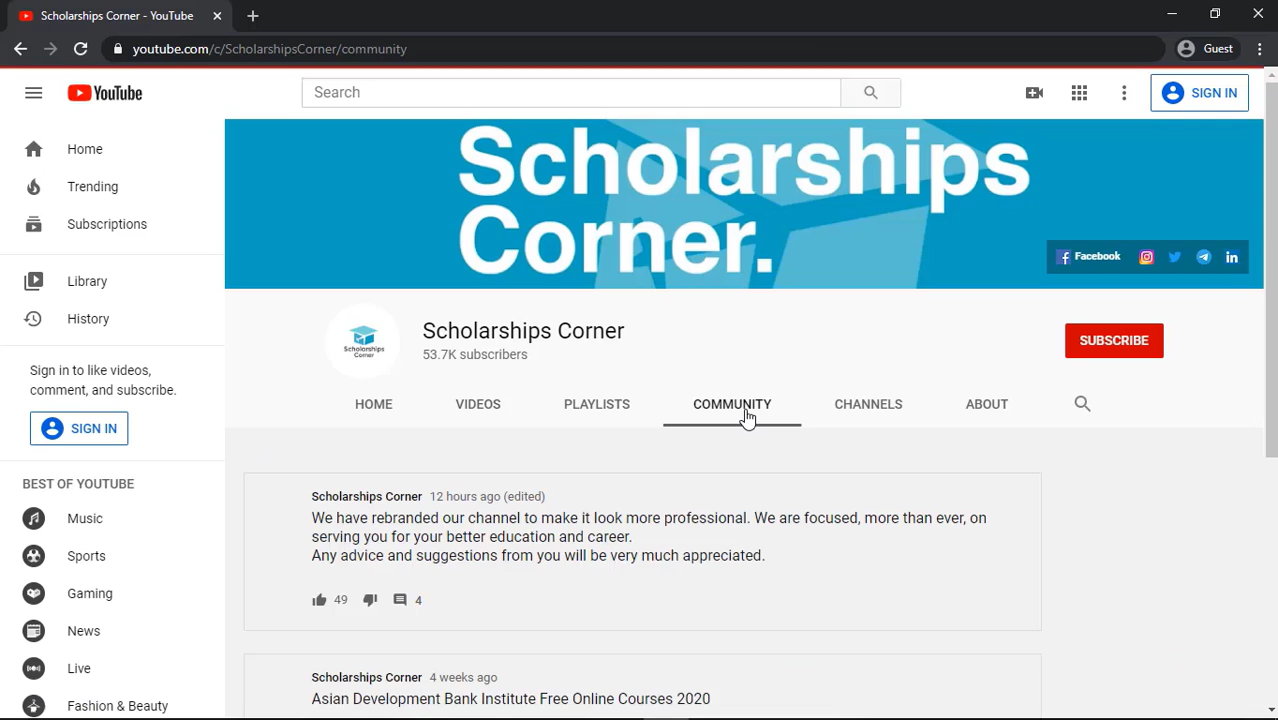 Scholarships Corner - YouTube
youtube.com/c/ScholarshipsCorner/community
Guest
YouTube
Search
SIGN IN
Home
Trending
Subscriptions
Library
History
Sign in to like videos,
comment, and subscribe.
SIGN IN
BEST OF YOUTUBE
Music
Sports
Gaming
News
Live
Fashion & Beauty
Scholarships
Corner.
Facebook
Scholarships
Corner
Scholarships Corner
53.7K subscribers
SUBSCRIBE
HOME VIDEOS PLAYLISTS COMMUNITY CHANNELS ABOUT
Scholarships Corner 12 hours ago (edited)
We have rebranded our channel to make it look more professional. We are focused, more than ever, on
serving you for your better education and career.
Any advice and suggestions from you will be very much appreciated.
49 4
Scholarships Corner 4 weeks ago
Asian Development Bank Institute Free Online Courses 2020